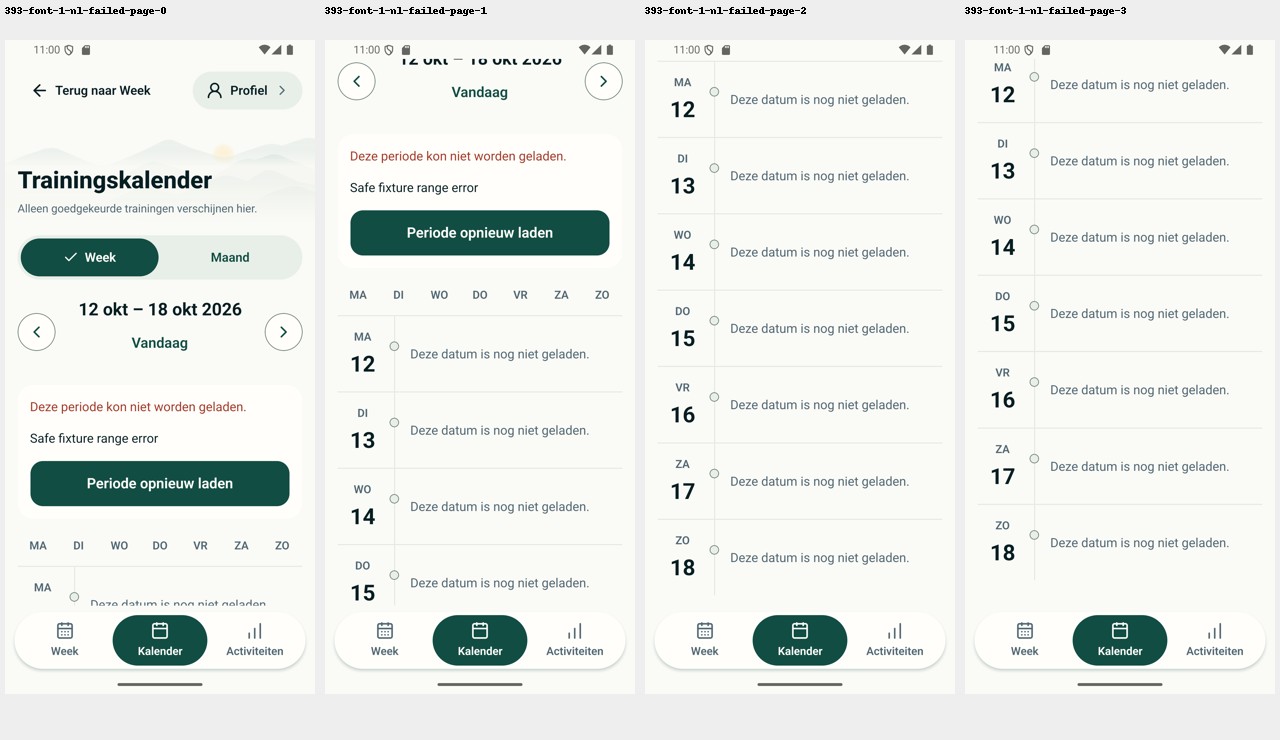 393-font-1-nl-failed-page-0
11:00
Terug naar Week
Profiel
Trainingskalender
Alleen goedgekeurde trainingen verschijnen hier.
Week
Maand
12 okt – 18 okt 2026
Vandaag
Deze periode kon niet worden geladen.
Safe fixture range error
Periode opnieuw laden
MA DI WO DO VR ZA ZO
MA
Deze datum is nog niet geladen.
Week
Kalender
Activiteiten
393-font-1-nl-failed-page-1
11:00
12 okt – 18 okt 2026
Vandaag
Deze periode kon niet worden geladen.
Safe fixture range error
Periode opnieuw laden
MA DI WO DO VR ZA ZO
MA
12
Deze datum is nog niet geladen.
DI
13
Deze datum is nog niet geladen.
WO
14
Deze datum is nog niet geladen.
DO
15
Deze datum is nog niet geladen.
Week
Kalender
Activiteiten
393-font-1-nl-failed-page-2
11:00
MA
12
Deze datum is nog niet geladen.
DI
13
Deze datum is nog niet geladen.
WO
14
Deze datum is nog niet geladen.
DO
15
Deze datum is nog niet geladen.
VR
16
Deze datum is nog niet geladen.
ZA
17
Deze datum is nog niet geladen.
ZO
18
Deze datum is nog niet geladen.
Week
Kalender
Activiteiten
393-font-1-nl-failed-page-3
11:00
MA
12
Deze datum is nog niet geladen.
DI
13
Deze datum is nog niet geladen.
WO
14
Deze datum is nog niet geladen.
DO
15
Deze datum is nog niet geladen.
VR
16
Deze datum is nog niet geladen.
ZA
17
Deze datum is nog niet geladen.
ZO
18
Deze datum is nog niet geladen.
Week
Kalender
Activiteiten